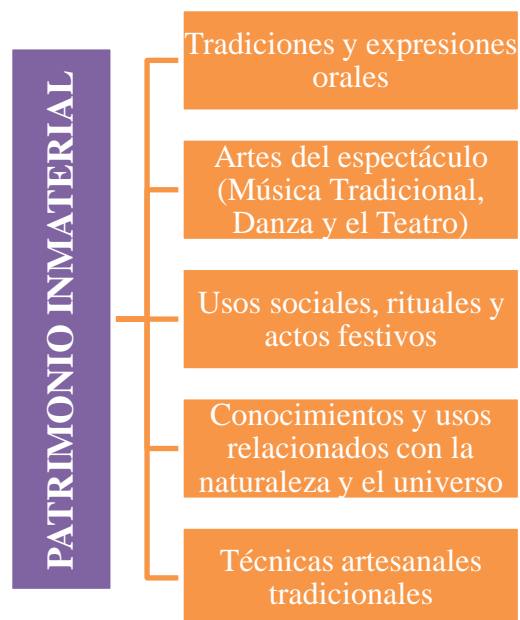 PATRIMONIO INMATERIAL
Tradiciones y expresiones
orales
Artes del espectáculo
(Música Tradicional,
Danza y el Teatro)
Usos sociales, rituales y
actos festivos
Conocimientos y usos
relacionados con la
naturaleza y el universo
Técnicas artesanales
tradicionales